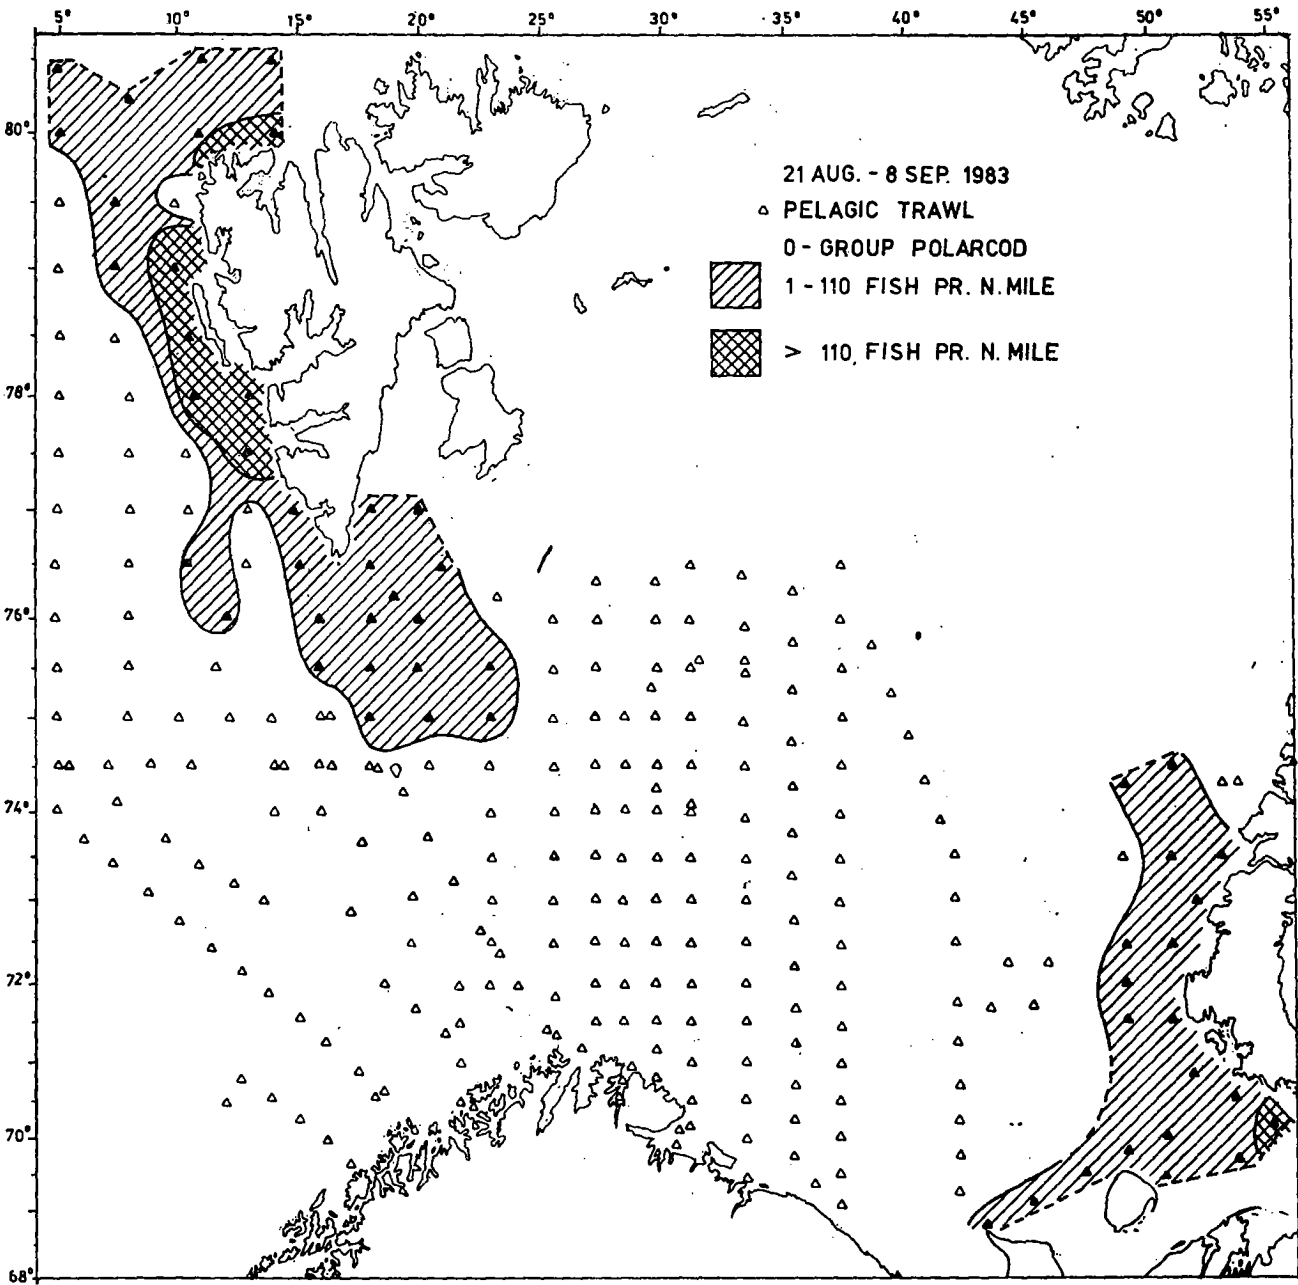 5° 10° 15° 20° 25° 30° 35° 40° 45° 50° 55°
80°
21 AUG. - 8 SEP. 1983
PELAGIC TRAWL
0 - GROUP POLARCOD
1 - 110 FISH PR. N. MILE
> 110 FISH PR. N. MILE
78°
76°
74°
72°
70°
68°